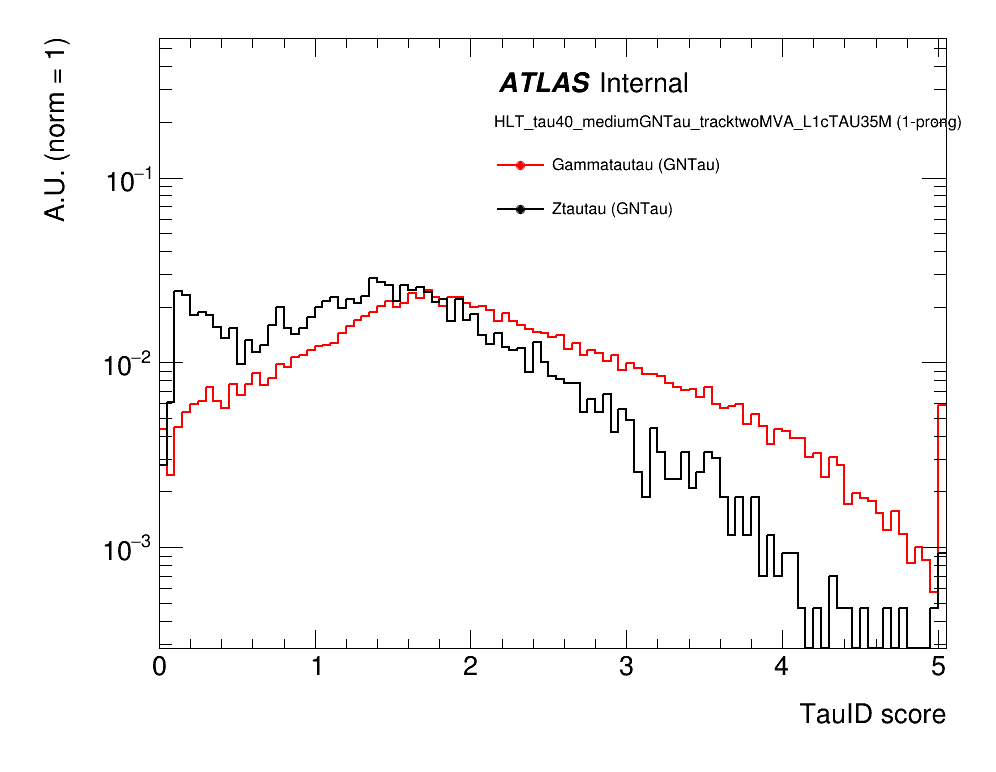 A.U. (norm = 1)
ATLAS Internal
HLT_tau40_mediumGNTau_tracktwoMVA_L1cTAU35M (1-prong)
Gammatautau (GNTau)
Ztautau (GNTau)
10⁻¹
10⁻²
10⁻³
0 1 2 3 4 5
TauID score